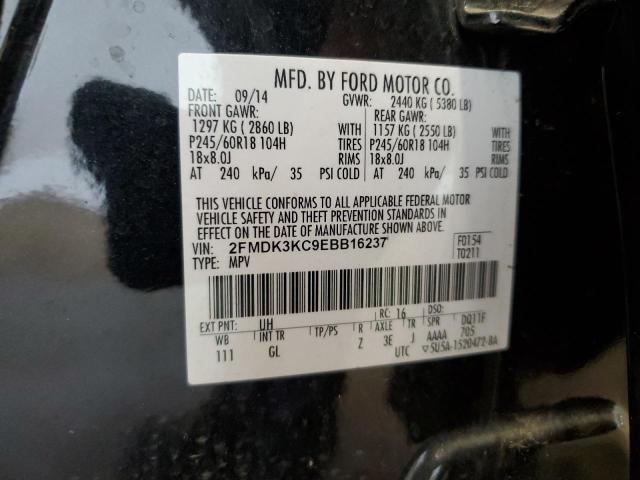 MFD. BY FORD MOTOR CO.
DATE: 09/14 GVWR: 2440 KG ( 5380 LB)
FRONT GAWR: REAR GAWR:
1297 KG ( 2860 LB) WITH 1157 KG ( 2550 LB) WITH
P245/60R18 104H TIRES P245/60R18 104H TIRES
18x8.0J RIMS 18x8.0J RIMS
AT 240 kPa/ 35 PSI COLD AT 240 kPa/ 35 PSI COLD
THIS VEHICLE CONFORMS TO ALL APPLICABLE FEDERAL MOTOR
VEHICLE SAFETY AND THEFT PREVENTION STANDARDS IN EFFECT ON
THE DATE OF MANUFACTURE SHOWN ABOVE.
VIN: 2FMDK3KC9EBB16237 F0154
TYPE: MPV T0211
EXT PNT: UH RC: 16 DSO:
WB INT TR TP/PS R AXLE TR SPR DQ11F
111 GL Z 3E J AAAA 705
UTC ▽5U5A-1520472-BA